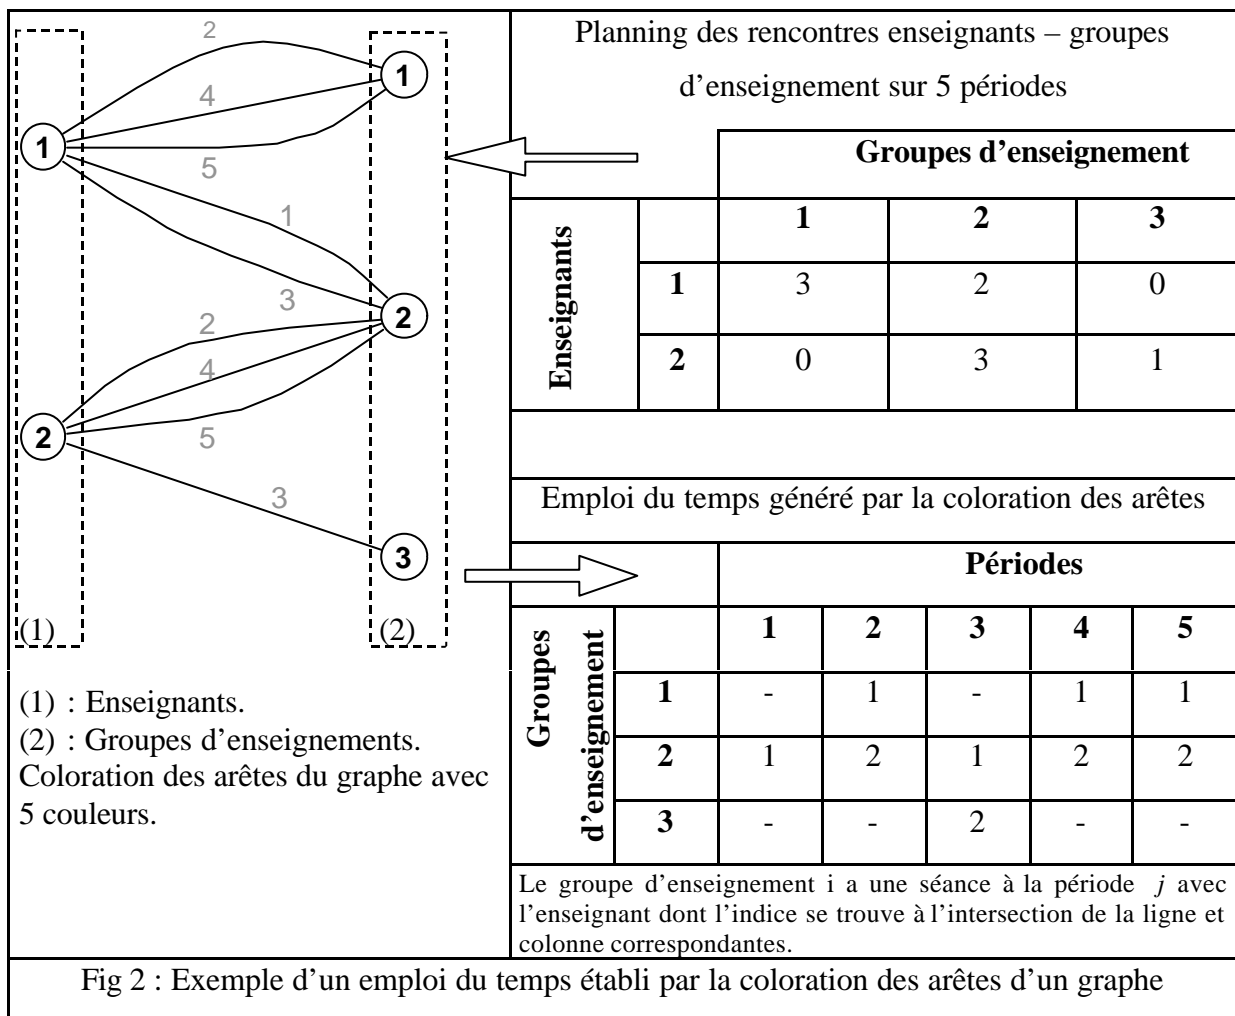 2
1
4
1
5
1
3
2
2
4
2
5
3
3
(1)
(2)
(1) : Enseignants.
(2) : Groupes d’enseignements.
Coloration des arêtes du graphe avec
5 couleurs.
Planning des rencontres enseignants – groupes
d’enseignement sur 5 périodes
Groupes d’enseignement
Enseignants
1 2 3
1 3 2 0
2 0 3 1
Emploi du temps généré par la coloration des arêtes
Périodes
Groupes
d’enseignement
1 2 3 4 5
1 - 1 - 1 1
2 1 2 1 2 2
3 - - 2 - -
Le groupe d’enseignement i a une séance à la période j avec
l’enseignant dont l’indice se trouve à l’intersection de la ligne et
colonne correspondantes.
Fig 2 : Exemple d’un emploi du temps établi par la coloration des arêtes d’un graphe